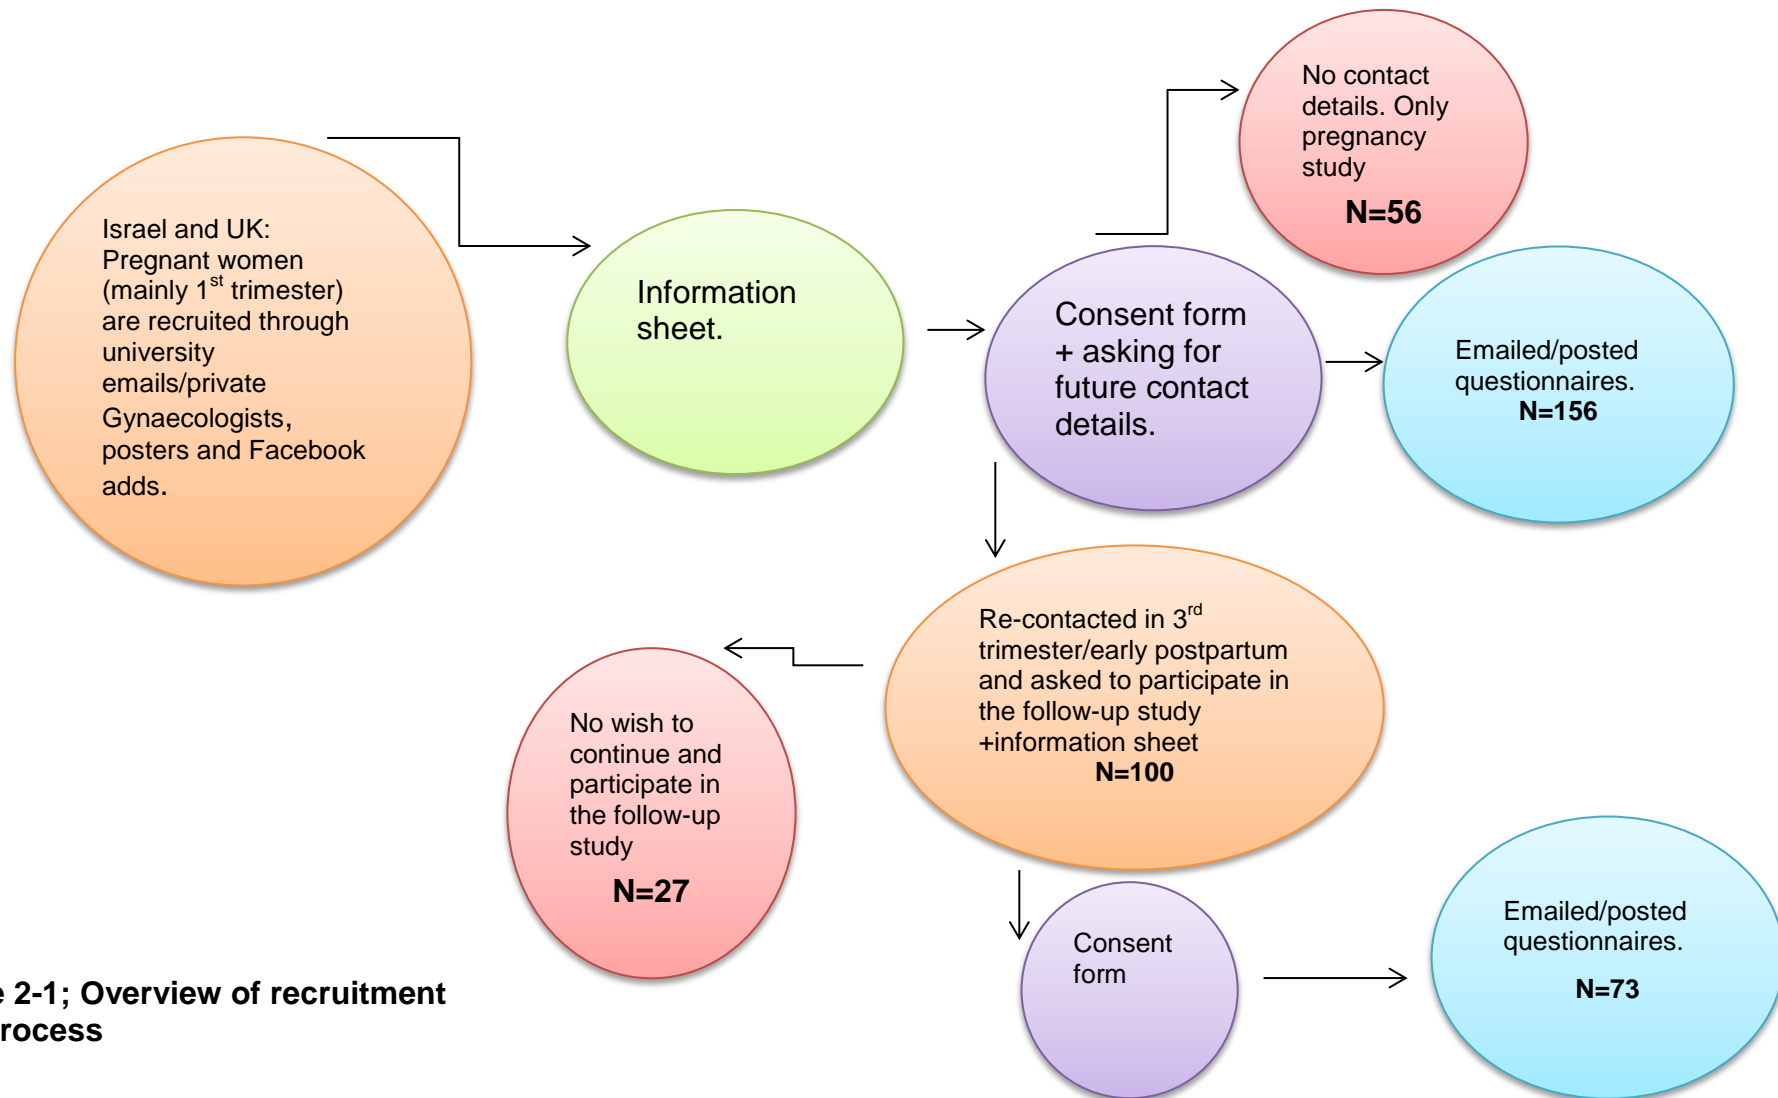 Israel and UK:
Pregnant women
(mainly 1st trimester)
are recruited through
university
emails/private
Gynaecologists,
posters and Facebook
adds.
Information
sheet.
Consent form
+ asking for
future contact
details.
No contact
details. Only
pregnancy
study
N=56
Emailed/posted
questionnaires.
N=156
Re-contacted in 3rd
trimester/early postpartum
and asked to participate in
the follow-up study
+information sheet
N=100
No wish to
continue and
participate in
the follow-up
study
N=27
Consent
form
Emailed/posted
questionnaires.
N=73
2-1; Overview of recruitment